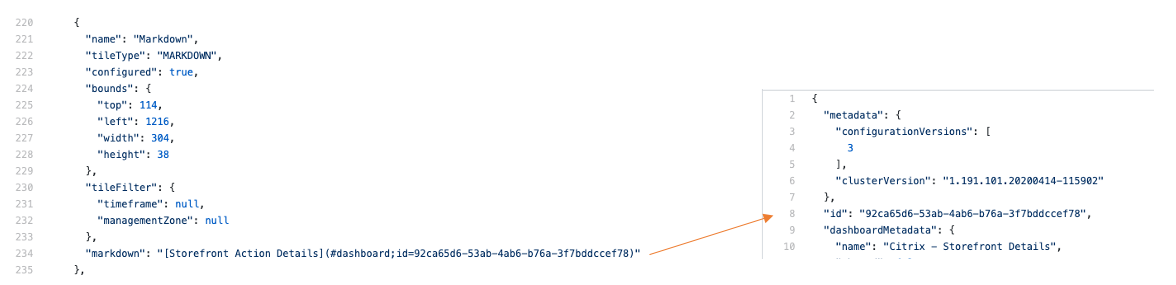 220 {
221 "name": "Markdown",
222 "tileType": "MARKDOWN",
223 "configured": true,
224 "bounds": {
225 "top": 114,
226 "left": 1216,
227 "width": 304,
228 "height": 38
229 },
230 "tileFilter": {
231 "timeframe": null,
232 "managementZone": null
233 },
234 "markdown": "[Storefront Action Details](#dashboard;id=92ca65d6-53ab-4ab6-b76a-3f7bddccef78)"
235 },
1 {
2 "metadata": {
3 "configurationVersions": [
4 3
5 ],
6 "clusterVersion": "1.191.101.20200414-115902"
7 },
8 "id": "92ca65d6-53ab-4ab6-b76a-3f7bddccef78",
9 "dashboardMetadata": {
10 "name": "Citrix - Storefront Details",